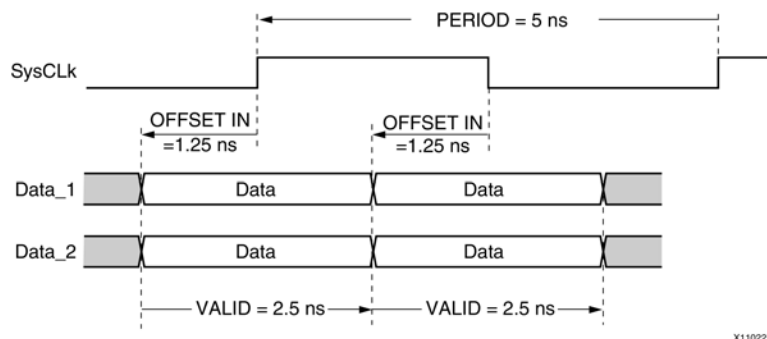 PERIOD = 5 ns
SysCLk
OFFSET IN
=1.25 ns
OFFSET IN
=1.25 ns
Data_1
Data
Data
Data_2
Data
Data
VALID = 2.5 ns
VALID = 2.5 ns
X11022